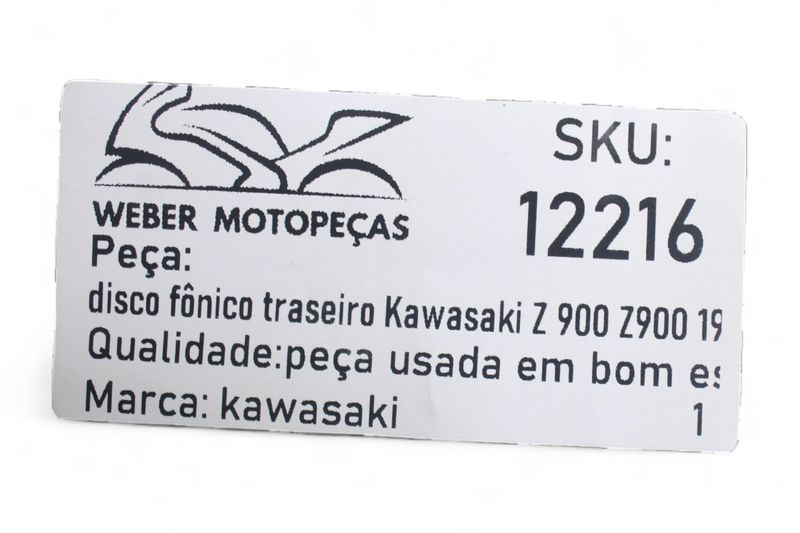 WEBER MOTOPEÇAS
SKU:
12216
Peça:
disco fônico traseiro Kawasaki Z 900 Z900 19
Qualidade:peça usada em bom es
Marca: kawasaki
1